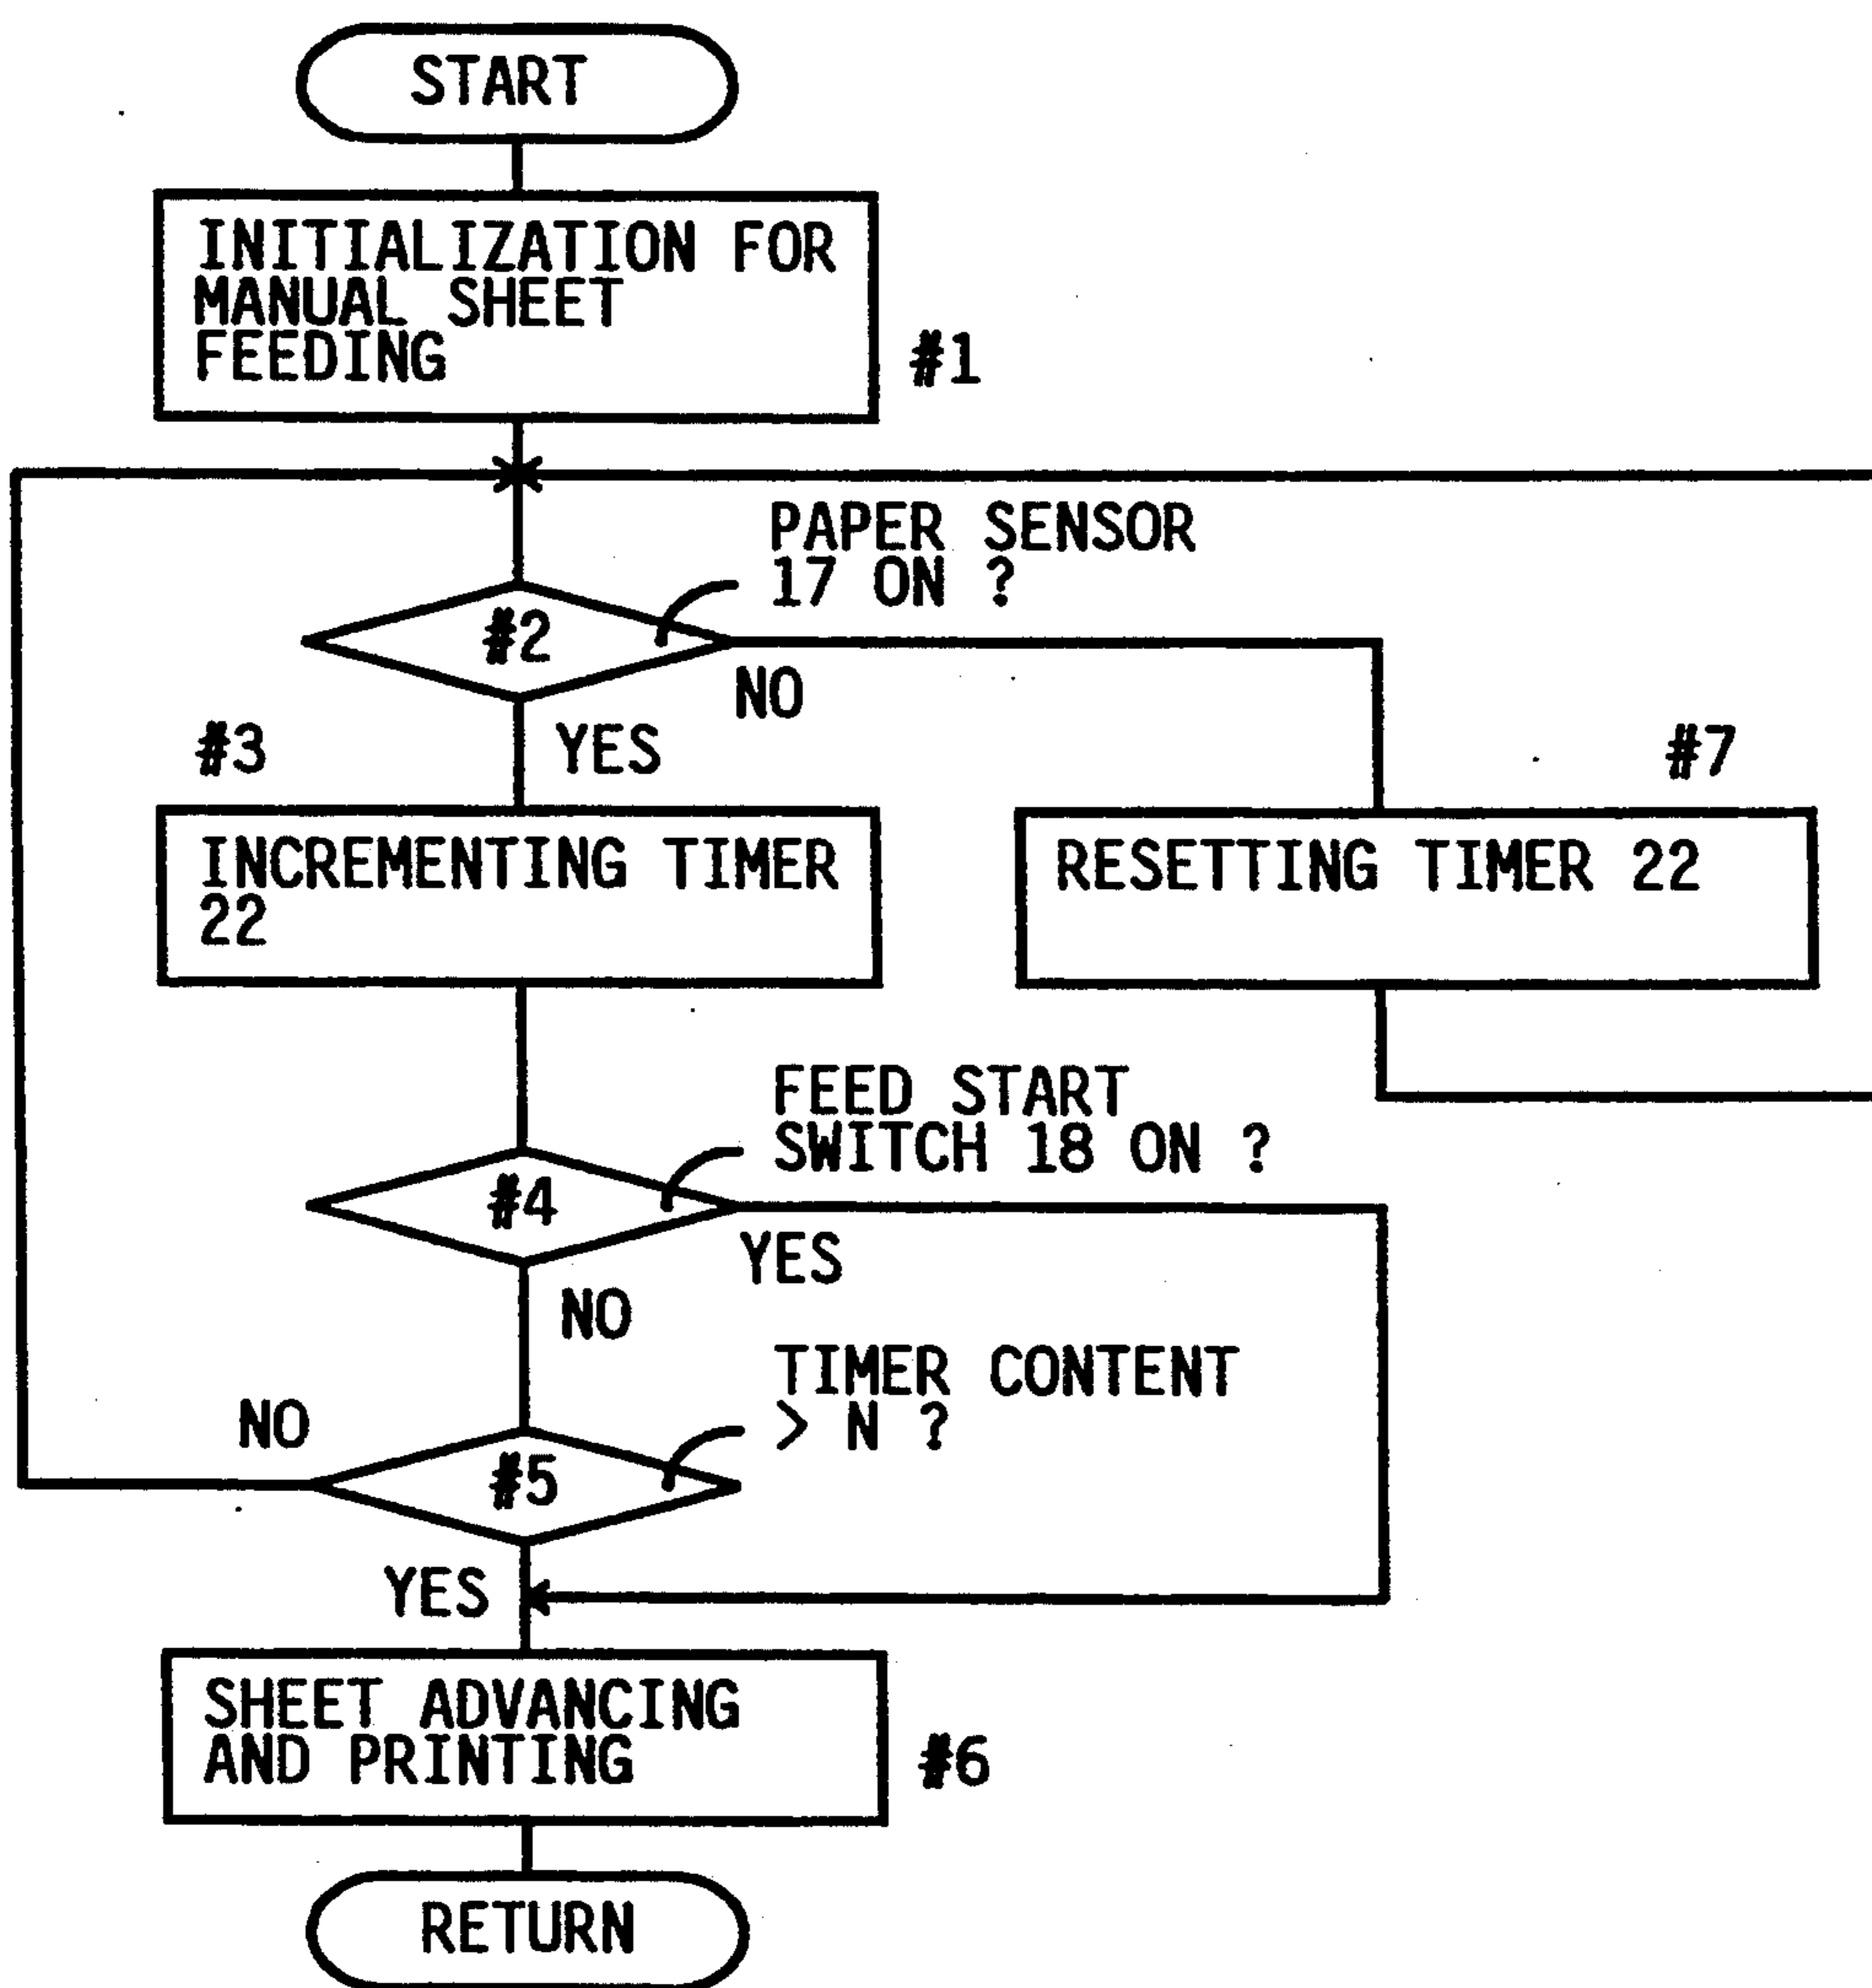 START
INITIALIZATION FOR
MANUAL SHEET
FEEDING
#1
PAPER SENSOR
17 ON ?
#2
NO
YES
#3
#7
INCREMENTING TIMER
22
RESETTING TIMER 22
FEED START
SWITCH 18 ON ?
#4
YES
NO
TIMER CONTENT
> N ?
NO
#5
YES
SHEET ADVANCING
AND PRINTING
#6
RETURN